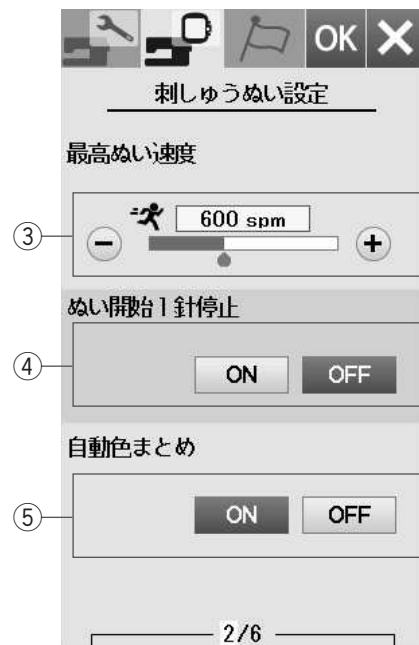 OK
刺しゅうぬい設定
最高ぬい速度
③
600 spm
ぬい開始1針停止
④
ON OFF
自動色まとめ
⑤
ON OFF
2/6